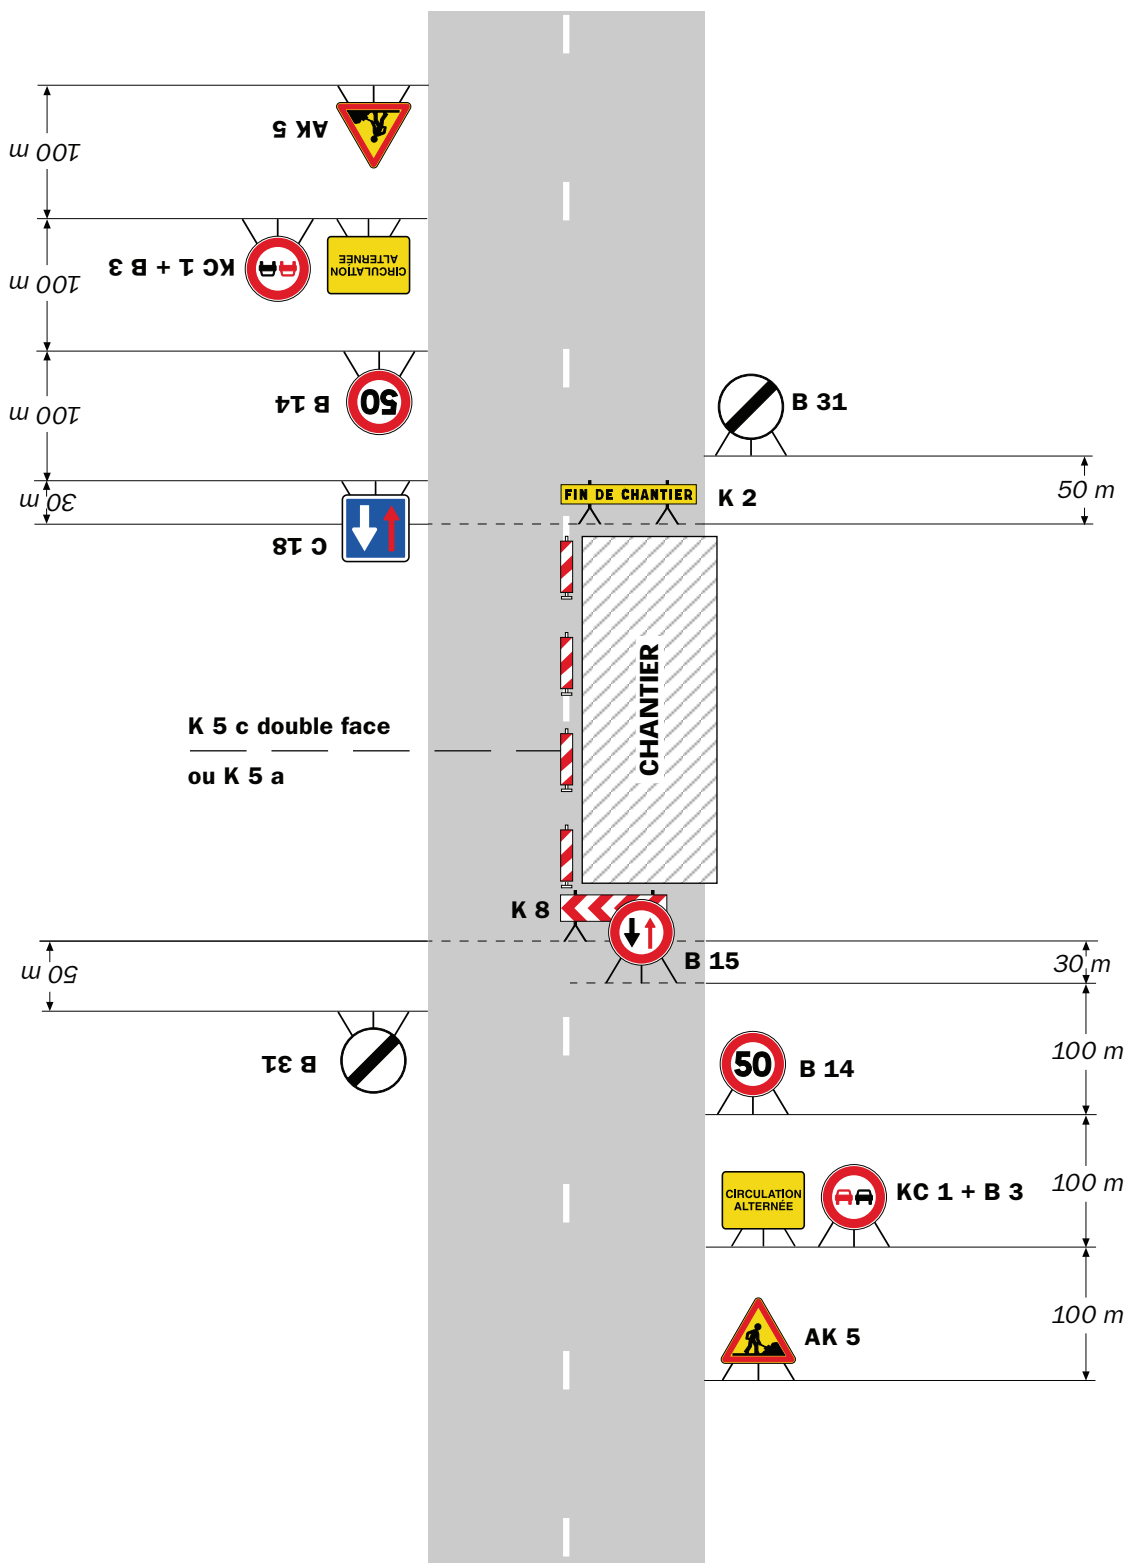 AK 5
100 m
KC 1 + B 3
CIRCULATION
ALTERNÉE
100 m
B 14
50
100 m
B 31
30 m
C 18
FIN DE CHANTIER
K 2
50 m
CHANTIER
K 5 c double face
ou K 5 a
K 8
B 15
50 m
30 m
B 31
50
B 14
100 m
CIRCULATION
ALTERNÉE
KC 1 + B 3
100 m
AK 5
100 m